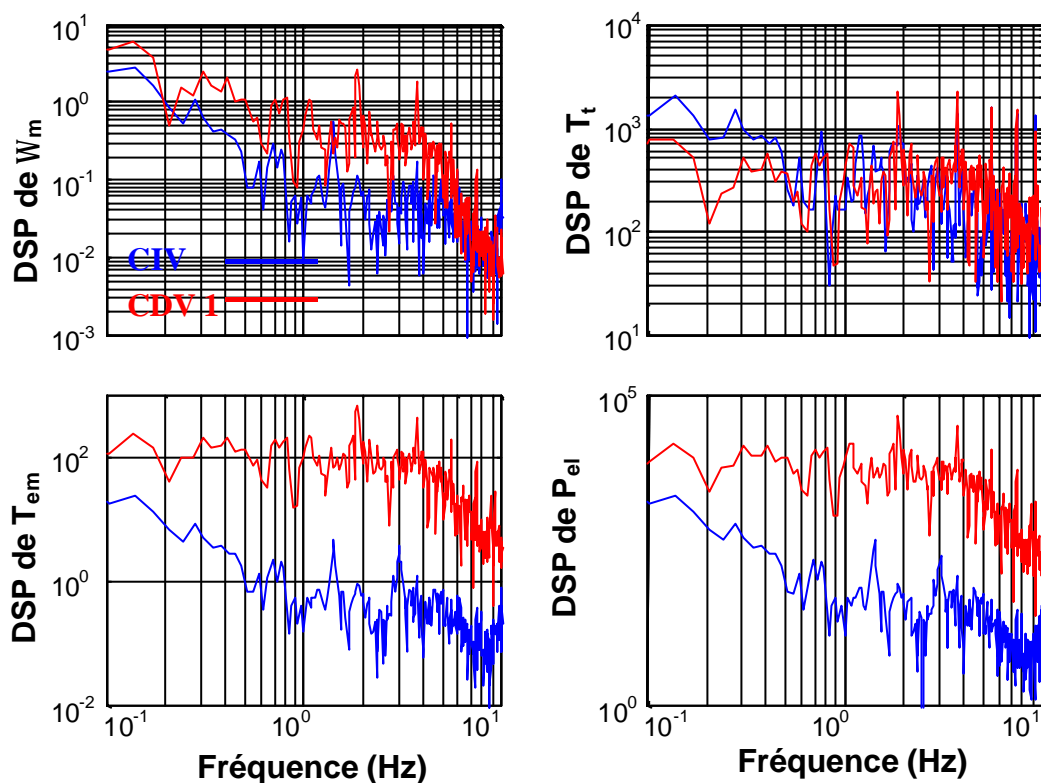 DSP de Wₘ
10¹
10⁰
10⁻¹
10⁻²
10⁻³
CIV
CDV 1
DSP de Tₜ
10⁴
10³
10²
10¹
DSP de Tₑₘ
10²
10⁰
10⁻²
10⁻¹ 10⁰ 10¹
Fréquence (Hz)
DSP de Pₑₗ
10⁵
10⁰
10⁻¹ 10⁰ 10¹
Fréquence (Hz)